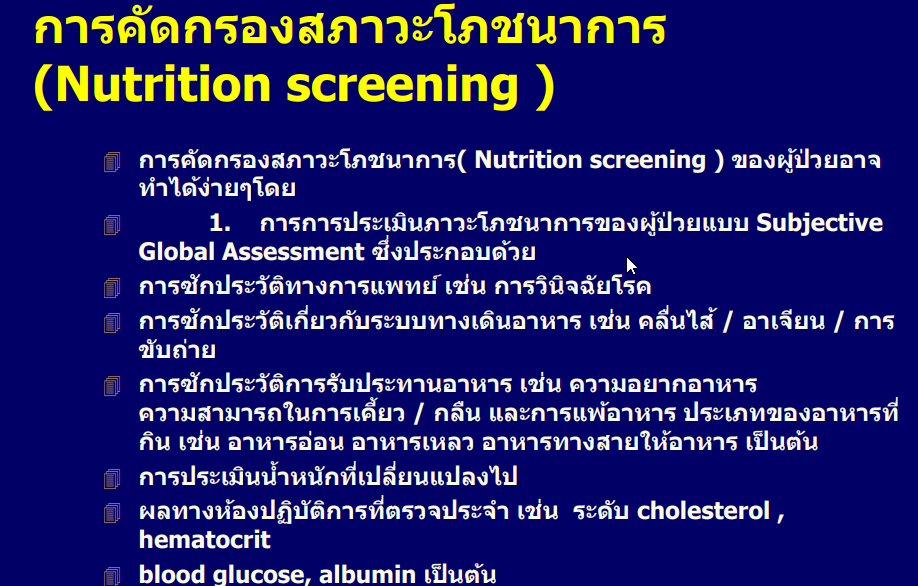 การคัดกรองสภาวะโภชนาการ
(Nutrition screening )
การคัดกรองสภาวะโภชนาการ( Nutrition screening ) ของผู้ป่วยอาจ
ทำได้ง่ายๆโดย
1. การการประเมินภาวะโภชนาการของผู้ป่วยแบบ Subjective
Global Assessment ซึ่งประกอบด้วย
การซักประวัติทางการแพทย์ เช่น การวินิจฉัยโรค
การซักประวัติเกี่ยวกับระบบทางเดินอาหาร เช่น คลื่นไส้ / อาเจียน / การ
ขับถ่าย
การซักประวัติการรับประทานอาหาร เช่น ความอยากอาหาร
ความสามารถในการเคี้ยว / กลืน และการแพ้อาหาร ประเภทของอาหารที่
กิน เช่น อาหารอ่อน อาหารเหลว อาหารทางสายให้อาหาร เป็นต้น
การประเมินน้ำหนักที่เปลี่ยนแปลงไป
ผลทางห้องปฏิบัติการที่ตรวจประจำ เช่น ระดับ cholesterol ,
hematocrit
blood glucose, albumin เป็นต้น